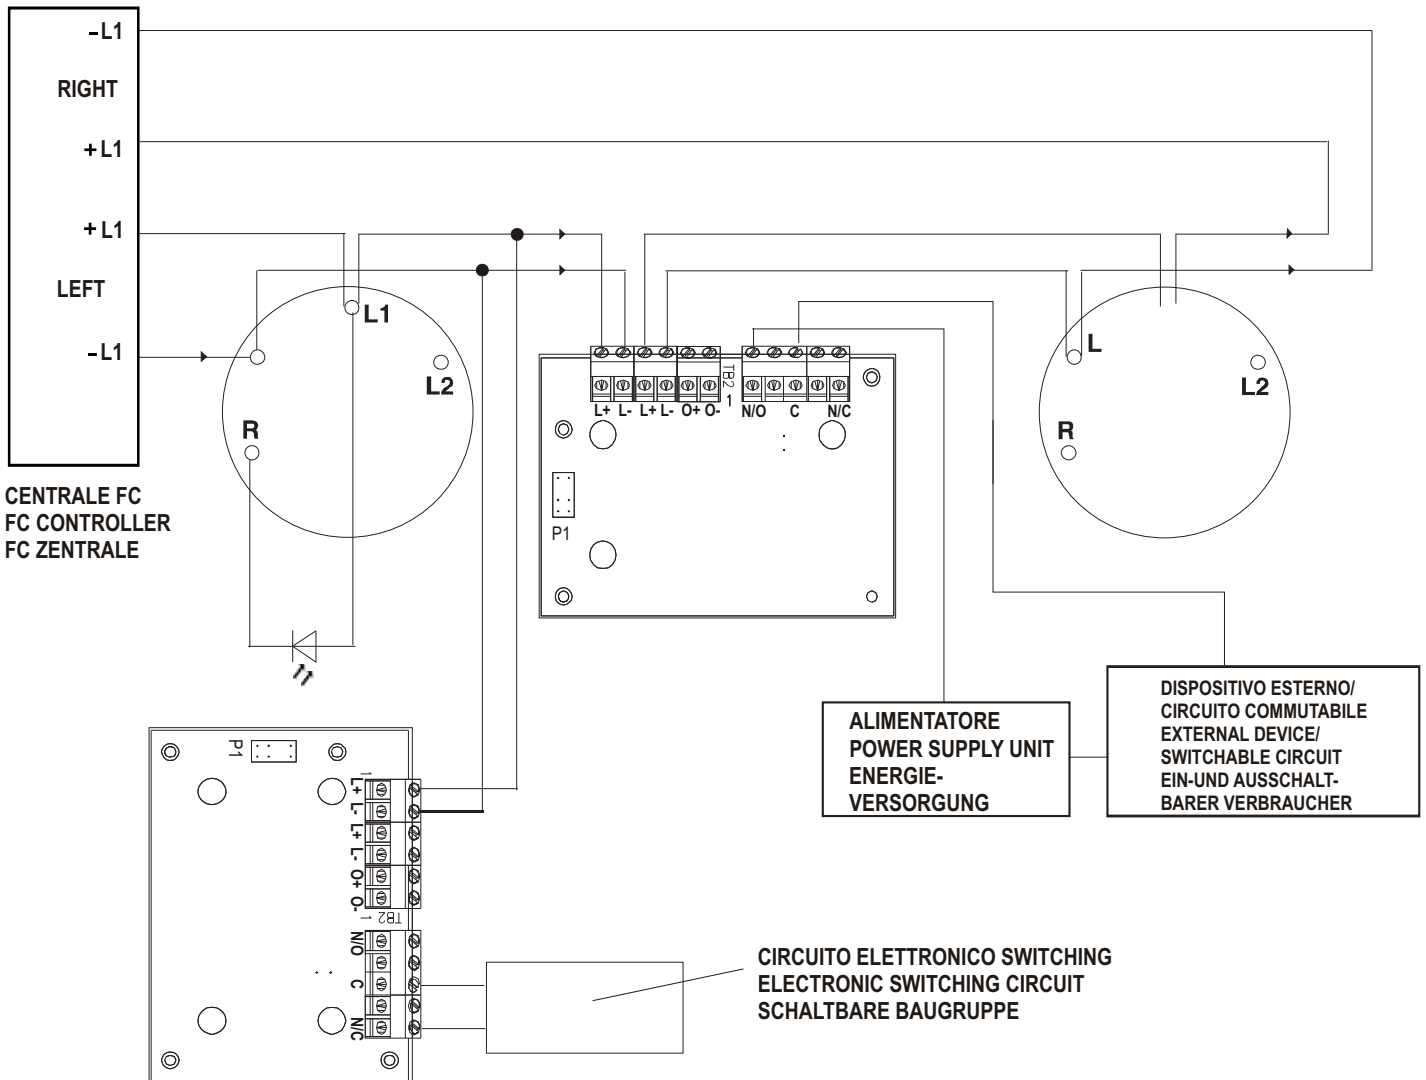 –L1
RIGHT
+L1
+L1
LEFT
–L1
CENTRALE FC
FC CONTROLLER
FC ZENTRALE
L1
L2
R
L+ L- L+ L- O+ O-
TB2
1
N/O C N/C
P1
L
L2
R
ALIMENTATORE
POWER SUPPLY UNIT
ENERGIE-
VERSORGUNG
DISPOSITIVO ESTERNO/
CIRCUITO COMMUTABILE
EXTERNAL DEVICE/
SWITCHABLE CIRCUIT
EIN-UND AUSSCHALT-
BARER VERBRAUCHER
P1
1
L+
L-
L+
L-
O+
O-
1 TB2
N/O
C
N/C
CIRCUITO ELETTRONICO SWITCHING
ELECTRONIC SWITCHING CIRCUIT
SCHALTBARE BAUGRUPPE